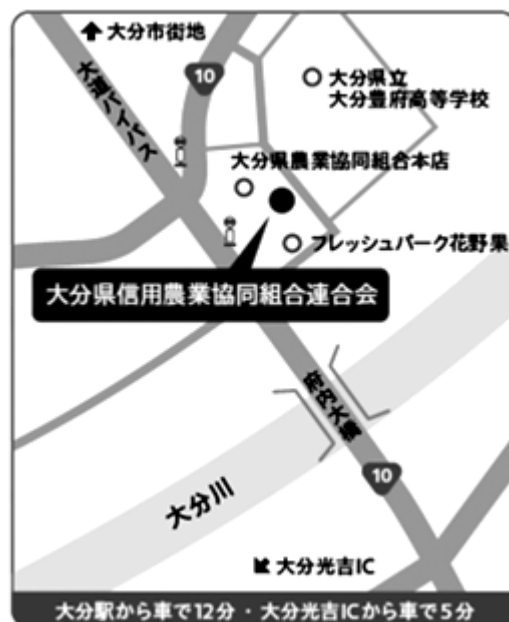 大分市街地
大道バイパス
10
大分県立
大分豊府高等学校
大分県農業協同組合本店
フレッシュパーク花野果
大分県信用農業協同組合連合会
府内大橋
10
大分川
大分光吉IC
大分駅から車で12分・大分光吉ICから車で5分